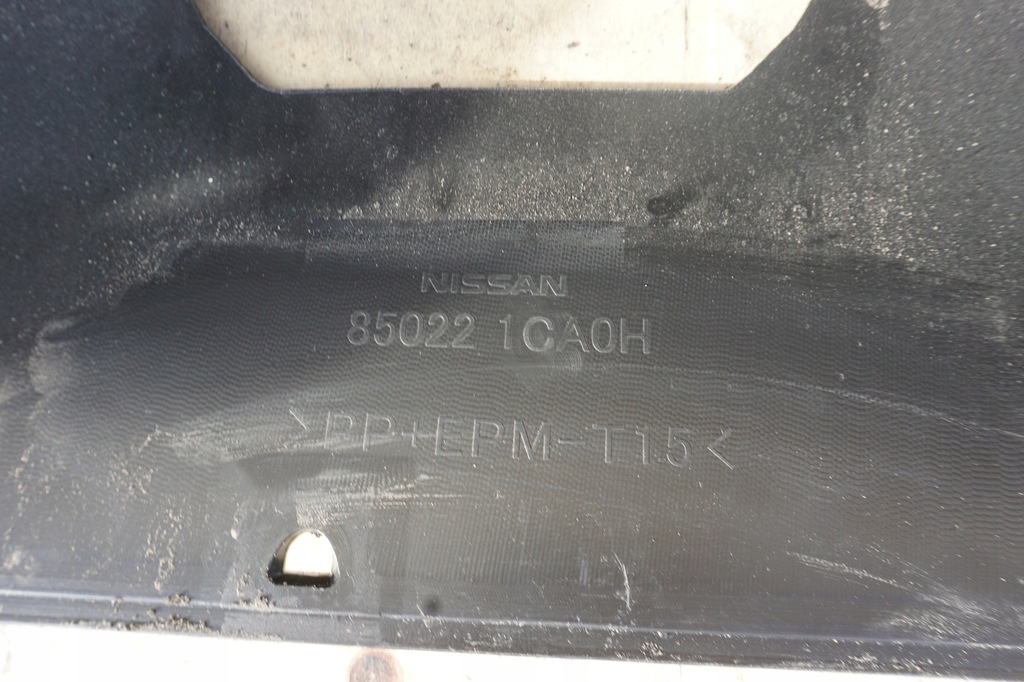 NISSAN
85022 1CA0H
>PP+EPM-T15<